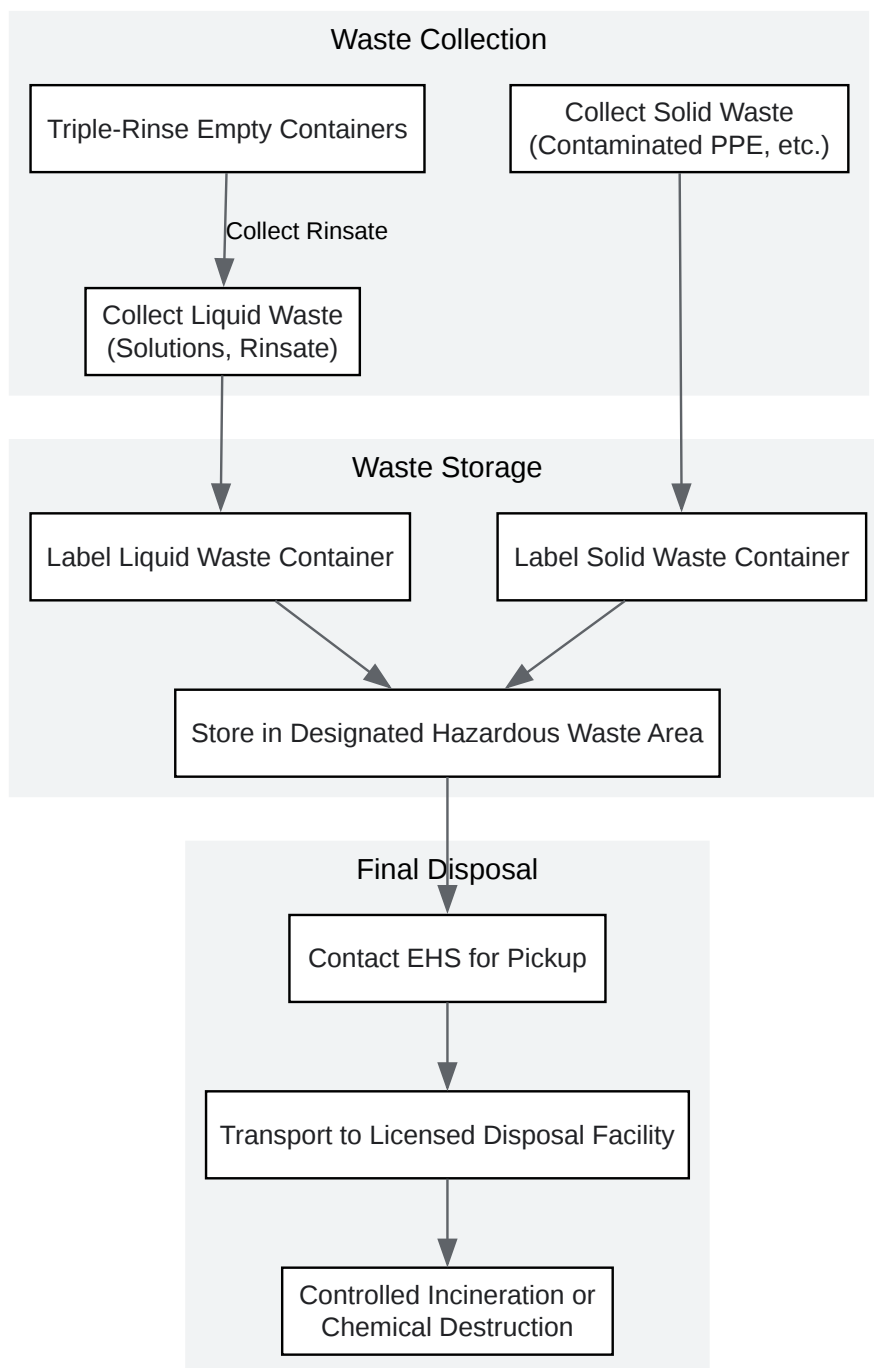 Waste Collection
Triple-Rinse Empty Containers
Collect Solid Waste
(Contaminated PPE, etc.)
Collect Rinsate
Collect Liquid Waste
(Solutions, Rinsate)
Waste Storage
Label Liquid Waste Container
Label Solid Waste Container
Store in Designated Hazardous Waste Area
Final Disposal
Contact EHS for Pickup
Transport to Licensed Disposal Facility
Controlled Incineration or
Chemical Destruction